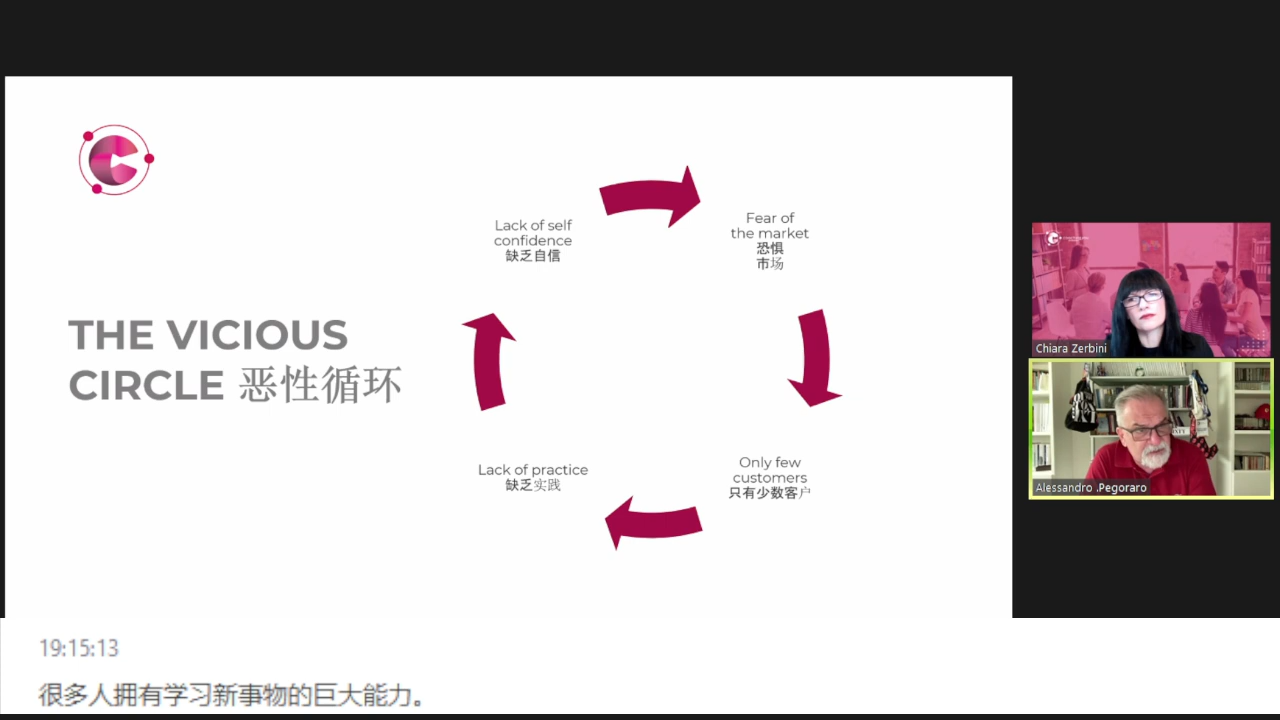 THE VICIOUS
CIRCLE 恶性循环
Lack of self
confidence
缺乏自信
Fear of
the market
恐惧
市场
Only few
customers
只有少数客户
Lack of practice
缺乏实践
Chiara Zerbini
Alessandro .Pegoraro
19:15:13
很多人拥有学习新事物的巨大能力。